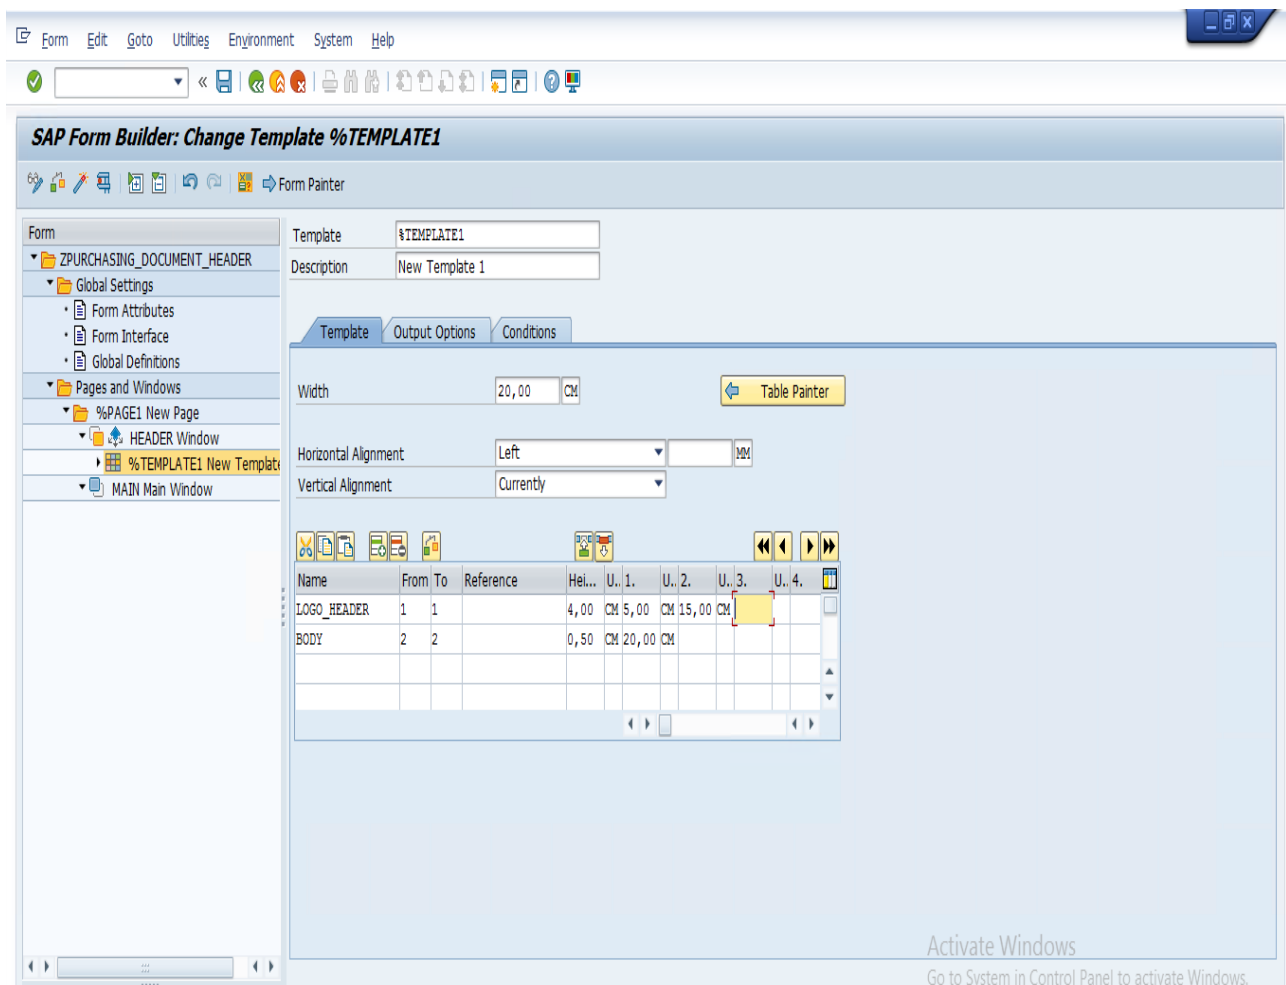 Form Edit Goto Utilities Environment System Help
SAP Form Builder: Change Template %TEMPLATE1
Form Painter
Form
ZPURCHASING_DOCUMENT_HEADER
Global Settings
Form Attributes
Form Interface
Global Definitions
Pages and Windows
%PAGE1 New Page
HEADER Window
%TEMPLATE1 New Template
MAIN Main Window
Template %TEMPLATE1
Description New Template 1
Template Output Options Conditions
Width 20,00 CM Table Painter
Horizontal Alignment Left MM
Vertical Alignment Currently
Name From To Reference Hei... U.. 1. U.. 2. U.. 3. U.. 4.
LOGO_HEADER 1 1 4,00 CM 5,00 CM 15,00 CM
BODY 2 2 0,50 CM 20,00 CM
Activate Windows
Go to System in Control Panel to activate Windows.